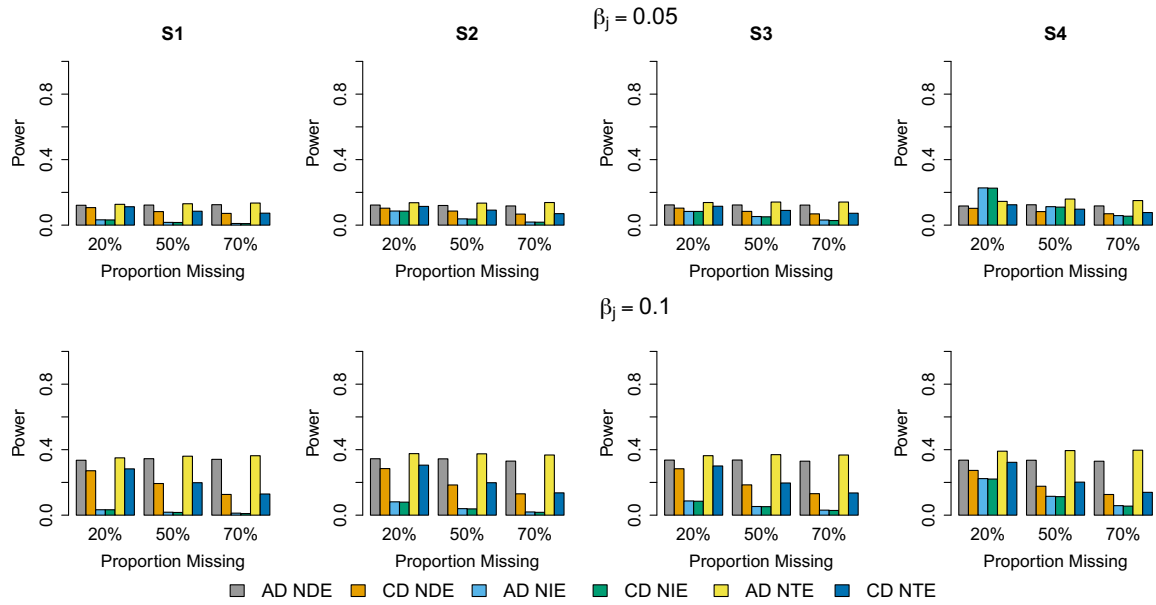 βj = 0.05
S1 S2 S3 S4
Power Power Power Power
0.0 0.4 0.8 0.0 0.4 0.8 0.0 0.4 0.8 0.0 0.4 0.8
20% 50% 70% 20% 50% 70% 20% 50% 70% 20% 50% 70%
Proportion Missing Proportion Missing Proportion Missing Proportion Missing
βj = 0.1
Power Power Power Power
0.0 0.4 0.8 0.0 0.4 0.8 0.0 0.4 0.8 0.0 0.4 0.8
20% 50% 70% 20% 50% 70% 20% 50% 70% 20% 50% 70%
Proportion Missing Proportion Missing Proportion Missing Proportion Missing
AD NDE CD NDE AD NIE CD NIE AD NTE CD NTE